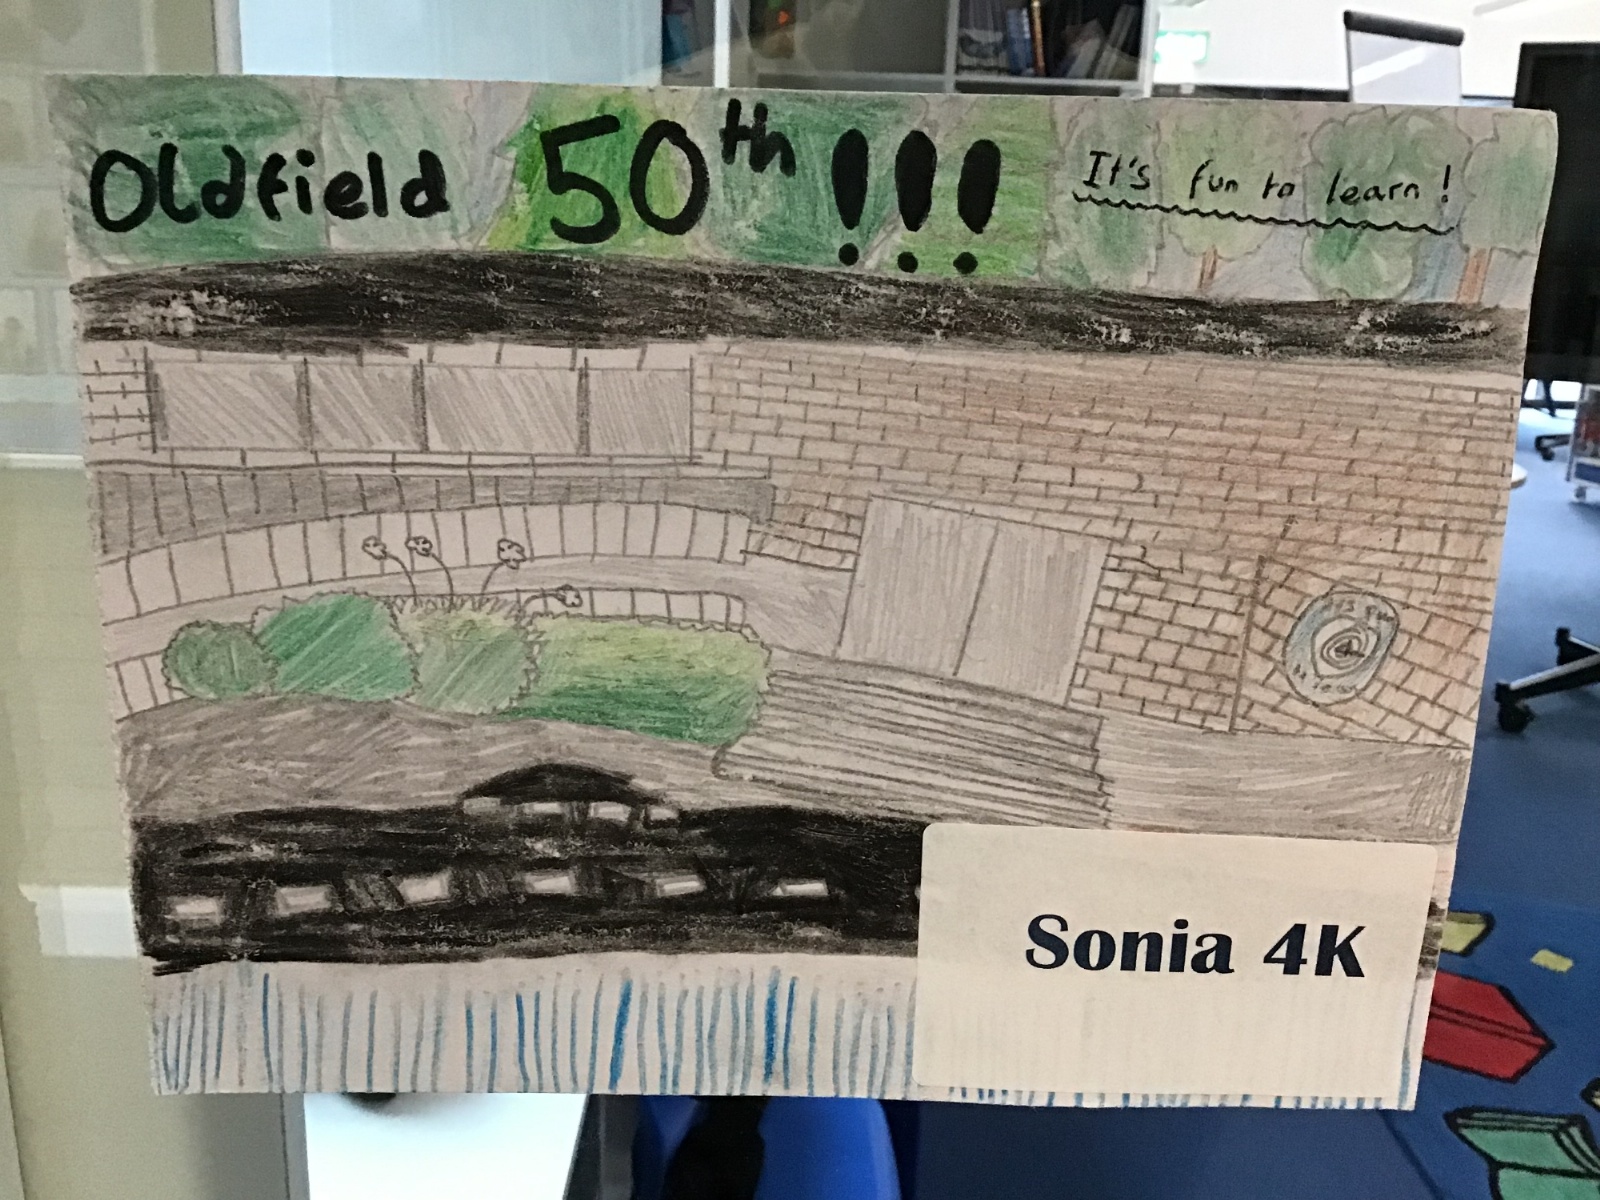 Oldfield 50th !!!
It's fun to learn!
Sonia 4K